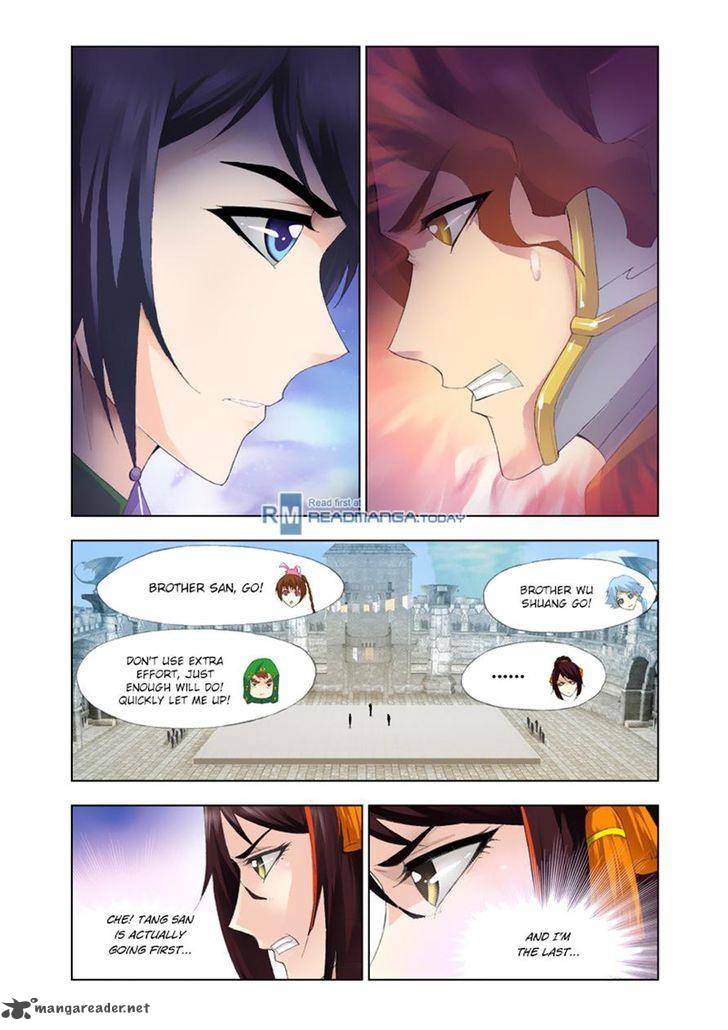 Read first at
RM READMANGA.TODAY
BROTHER SAN, GO!
BROTHER WU
SHUANG GO!
DON'T USE EXTRA
EFFORT, JUST
ENOUGH WILL DO!
QUICKLY LET ME UP!
......
CHE! TANG SAN
IS ACTUALLY
GOING FIRST...
AND I'M
THE LAST...
mangareader.net